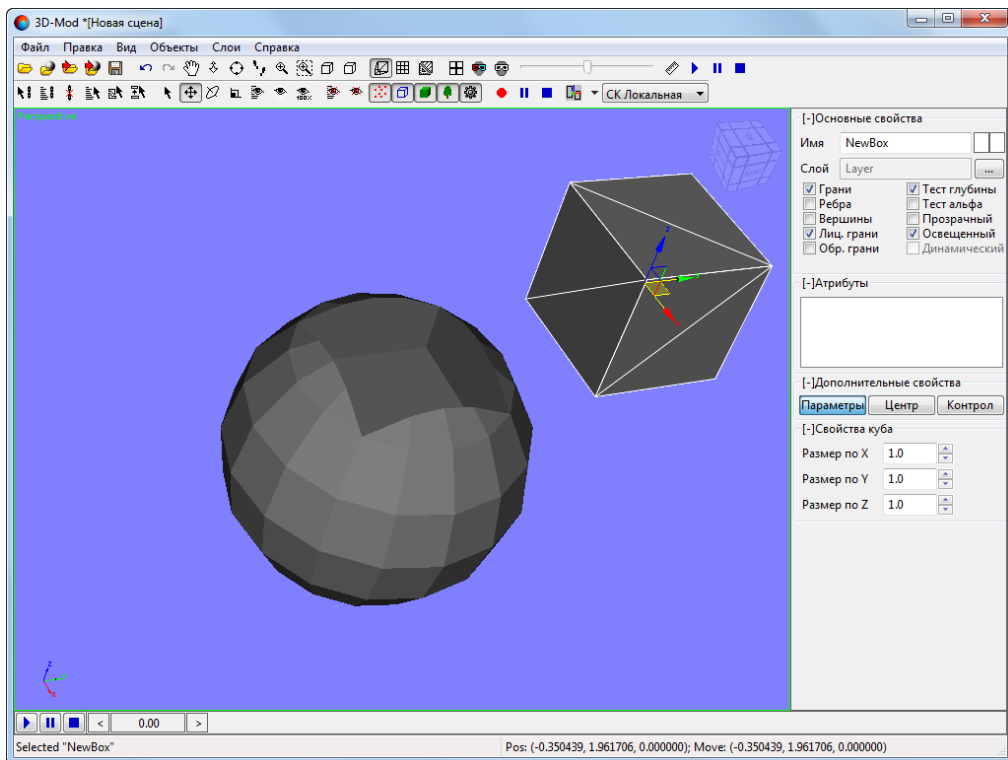 3D-Mod *[Новая сцена]
Файл Правка Вид Объекты Слои Справка
СК Локальная
Perspective
[-]Основные свойства
Имя NewBox
Слой Layer ...
Грани Тест глубины
Ребра Тест альфа
Вершины Прозрачный
Лиц. грани Освещенный
Обр. грани Динамический
[-]Атрибуты
[-]Дополнительные свойства
Параметры Центр Контрол
[-]Свойства куба
Размер по X 1.0
Размер по Y 1.0
Размер по Z 1.0
z
z
x
< 0.00 >
Selected "NewBox" Pos: (-0.350439, 1.961706, 0.000000); Move: (-0.350439, 1.961706, 0.000000)